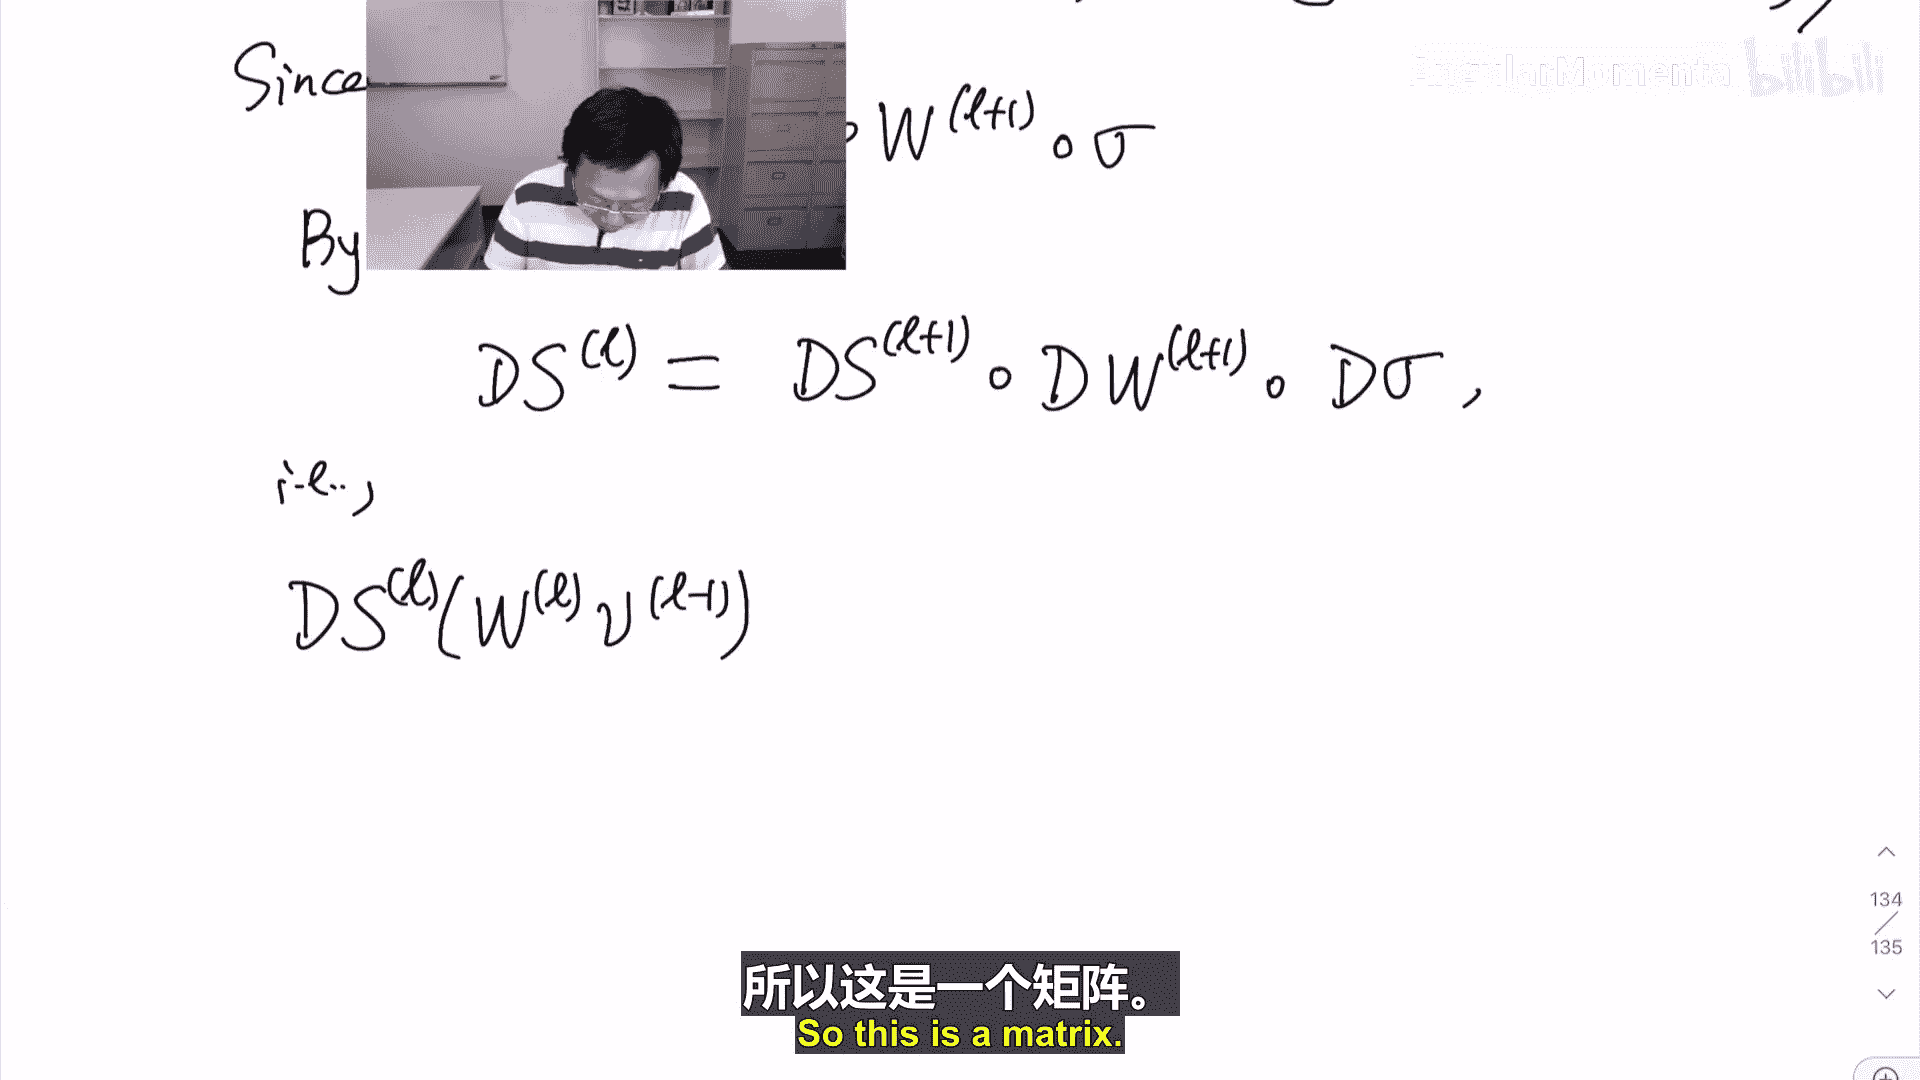 Since
∘ W^(l+1) ∘ σ
By
DS^(l) = DS^(l+1) ∘ DW^(l+1) ∘ Dσ,
i.e.,
DS^(l)(W^(l) v^(l-1))
bilibili
134
/
135
所以这是一个矩阵。
So this is a matrix.